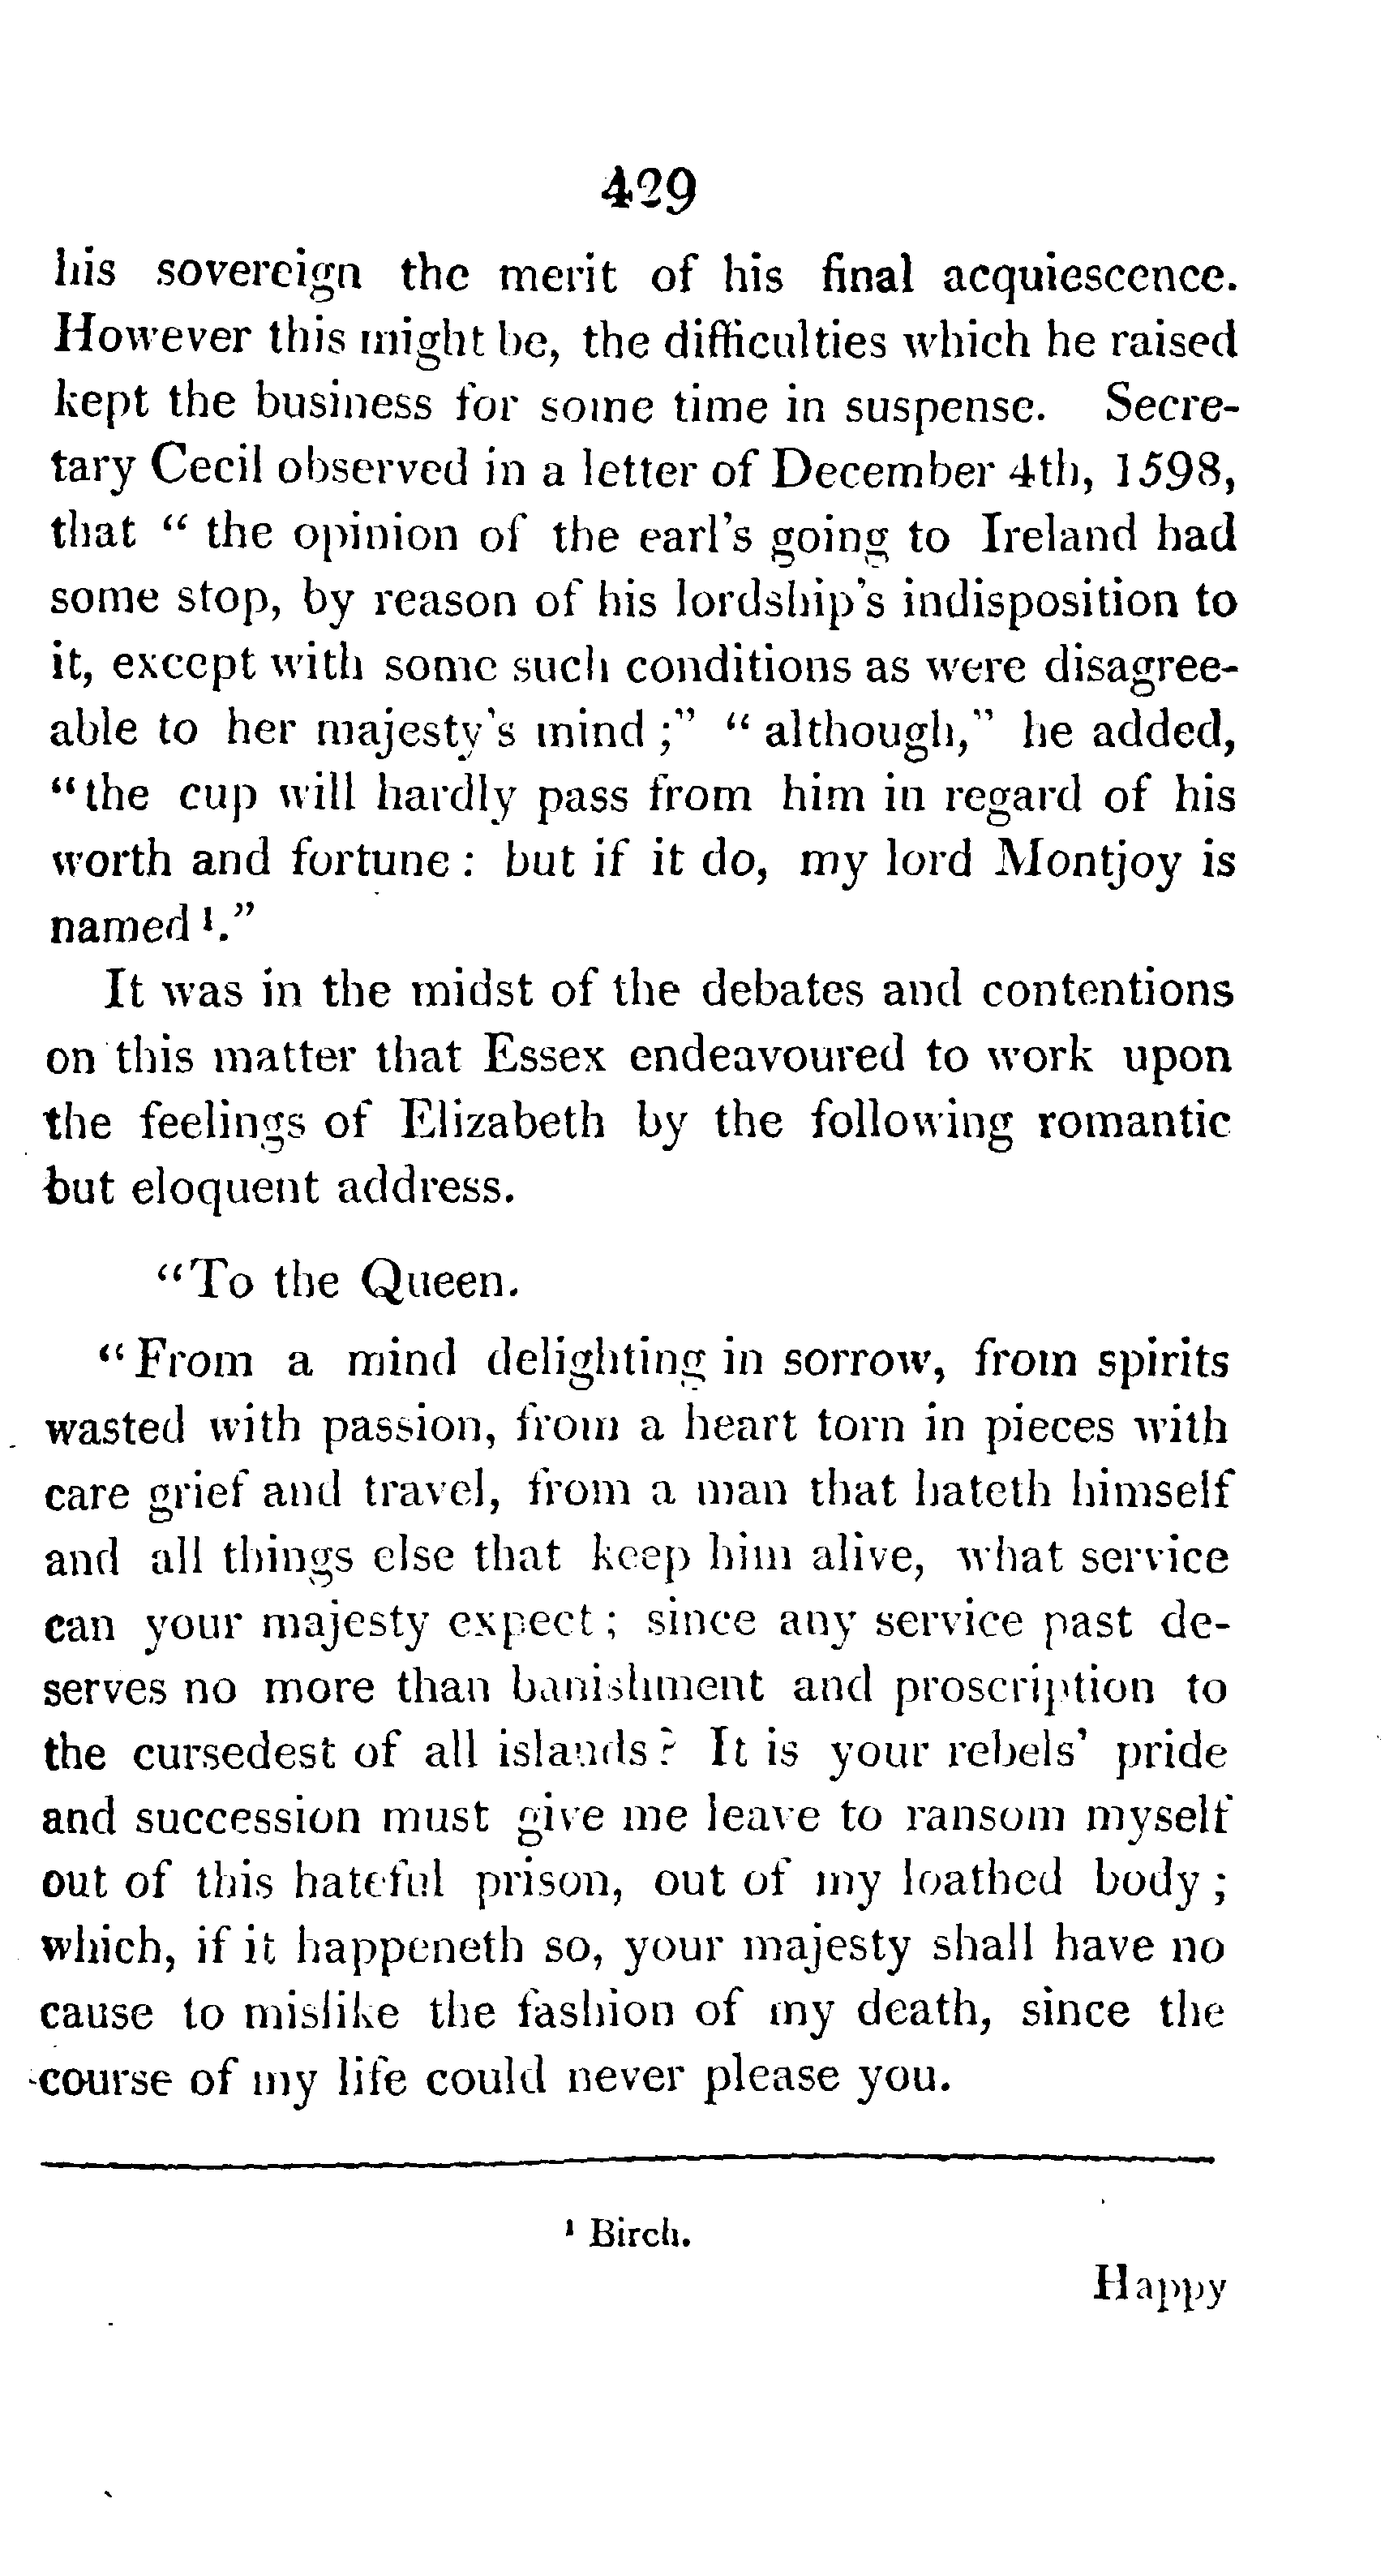 429
his sovereign the merit of his final acquiescence.
However this might be, the difficulties which he raised
kept the business for some time in suspense. Secre-
tary Cecil observed in a letter of December 4th, 1598,
that “ the opinion of the earl's going to Ireland had
some stop, by reason of his lordship's indisposition to
it, except with some such conditions as were disagree-
able to her majesty's mind ;” “ although,” he added,
“the cup will hardly pass from him in regard of his
worth and fortune : but if it do, my lord Montjoy is
named ¹.”
It was in the midst of the debates and contentions
on this matter that Essex endeavoured to work upon
the feelings of Elizabeth by the following romantic
but eloquent address.
“To the Queen.
“ From a mind delighting in sorrow, from spirits
wasted with passion, from a heart torn in pieces with
care grief and travel, from a man that hateth himself
and all things else that keep him alive, what service
can your majesty expect ; since any service past de-
serves no more than banishment and proscription to
the cursedest of all islands ? It is your rebels' pride
and succession must give me leave to ransom myself
out of this hateful prison, out of my loathed body ;
which, if it happeneth so, your majesty shall have no
cause to mislike the fashion of my death, since the
course of my life could never please you.
¹ Birch.
Happy